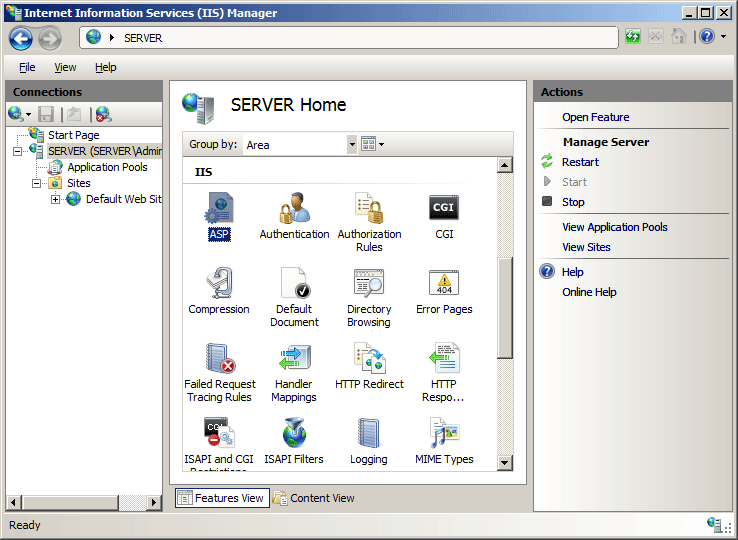 Internet Information Services (IIS) Manager
SERVER
File View Help
Connections
Start Page
SERVER (SERVER\Admin
Application Pools
Sites
Default Web Sit
SERVER Home
Group by: Area
IIS
ASP
Authentication
Authorization
Rules
CGI
Compression
Default
Document
Directory
Browsing
Error Pages
404
Failed Request
Tracing Rules
Handler
Mappings
HTTP Redirect
HTTP
Respo...
ISAPI and CGI
Restrictions
ISAPI Filters
Logging
MIME Types
Features View
Content View
Actions
Open Feature
Manage Server
Restart
Start
Stop
View Application Pools
View Sites
Help
Online Help
Ready